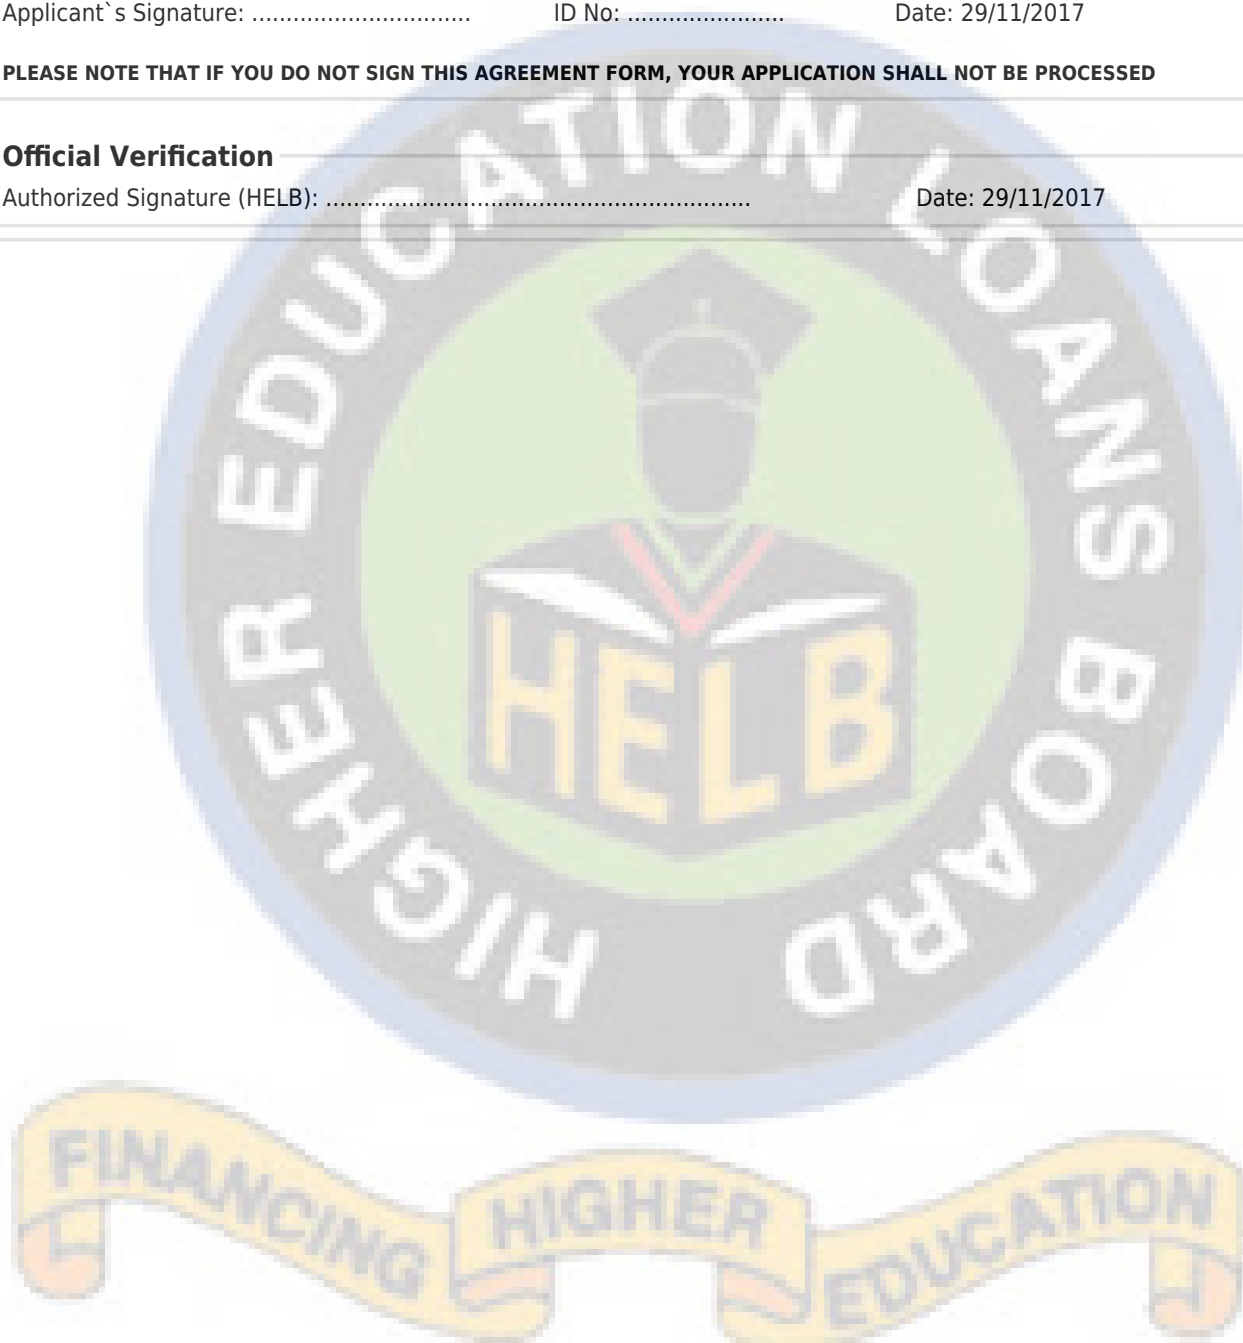 Applicant`s Signature: ................................ ID No: ....................... Date: 29/11/2017
PLEASE NOTE THAT IF YOU DO NOT SIGN THIS AGREEMENT FORM, YOUR APPLICATION SHALL NOT BE PROCESSED
Official Verification
Authorized Signature (HELB): ............................................................... Date: 29/11/2017
HIGHER EDUCATION LOANS BOARD
HELB
FINANCING HIGHER EDUCATION